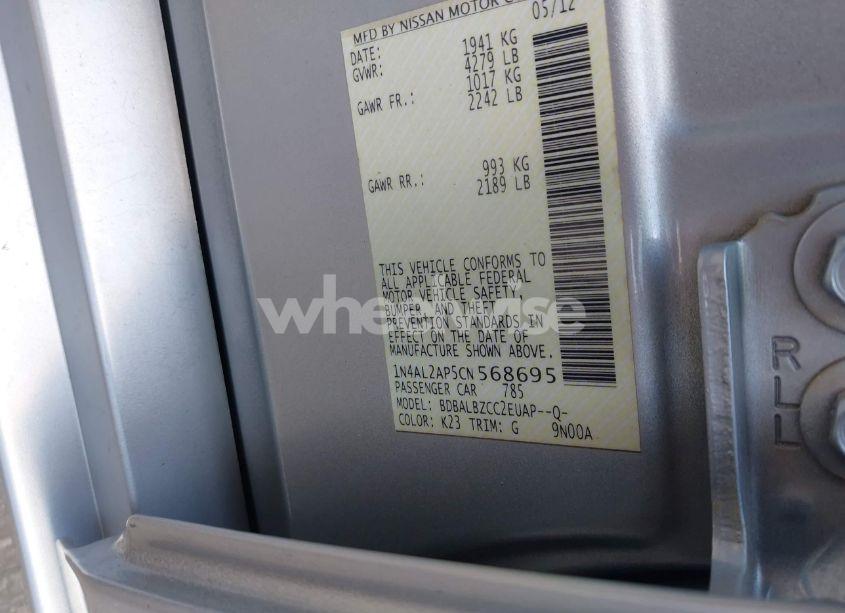 MFD BY NISSAN MOTOR C
DATE: 05/12
GVWR: 1941 KG
4279 LB
GAWR FR.: 1017 KG
2242 LB
GAWR RR.: 993 KG
2189 LB
THIS VEHICLE CONFORMS TO
ALL APPLICABLE FEDERAL
MOTOR VEHICLE SAFETY,
BUMPER, AND THEFT
PREVENTION STANDARDS IN
EFFECT ON THE DATE OF
MANUFACTURE SHOWN ABOVE.
1N4AL2AP5CN568695
PASSENGER CAR 785
MODEL: BDBALBZCC2EUAP--Q-
COLOR: K23 TRIM: G 9N00A
RLL